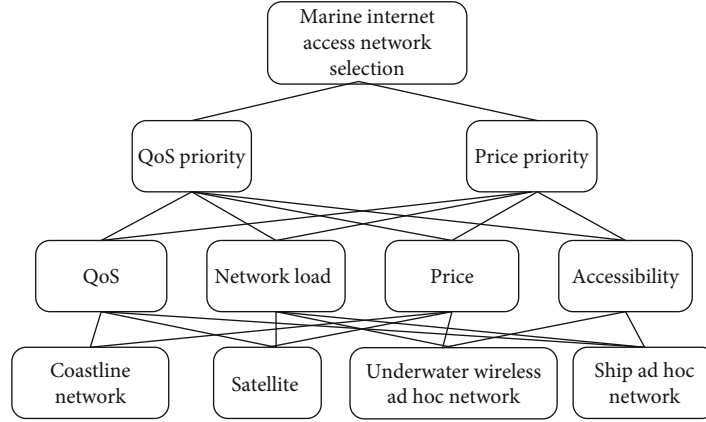 Marine internet
access network
selection
QoS priority
Price priority
QoS
Network load
Price
Accessibility
Coastline
network
Satellite
Underwater wireless
ad hoc network
Ship ad hoc
network